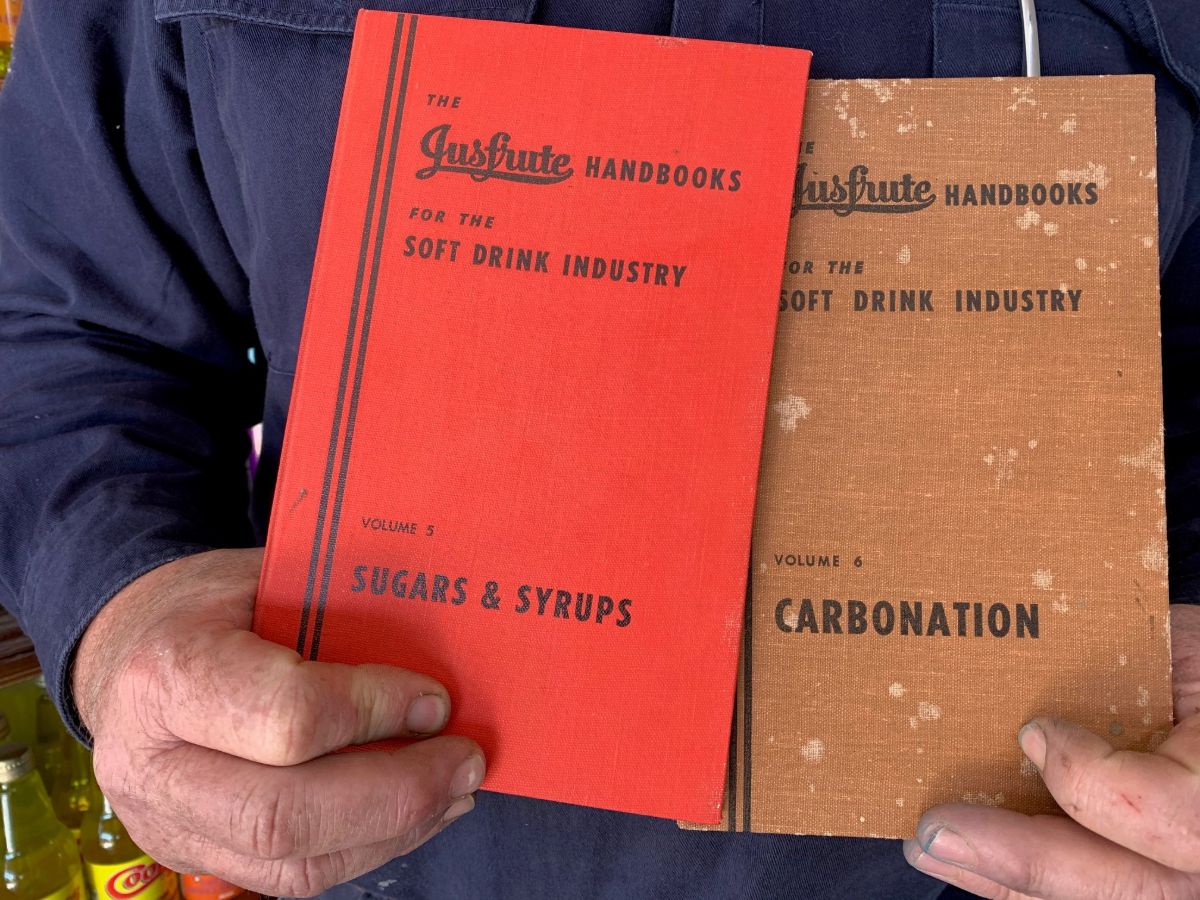 THE
Jusfrute HANDBOOKS
FOR THE
SOFT DRINK INDUSTRY
VOLUME 5
SUGARS & SYRUPS
HE
Jusfrute HANDBOOKS
FOR THE
SOFT DRINK INDUSTRY
VOLUME 6
CARBONATION